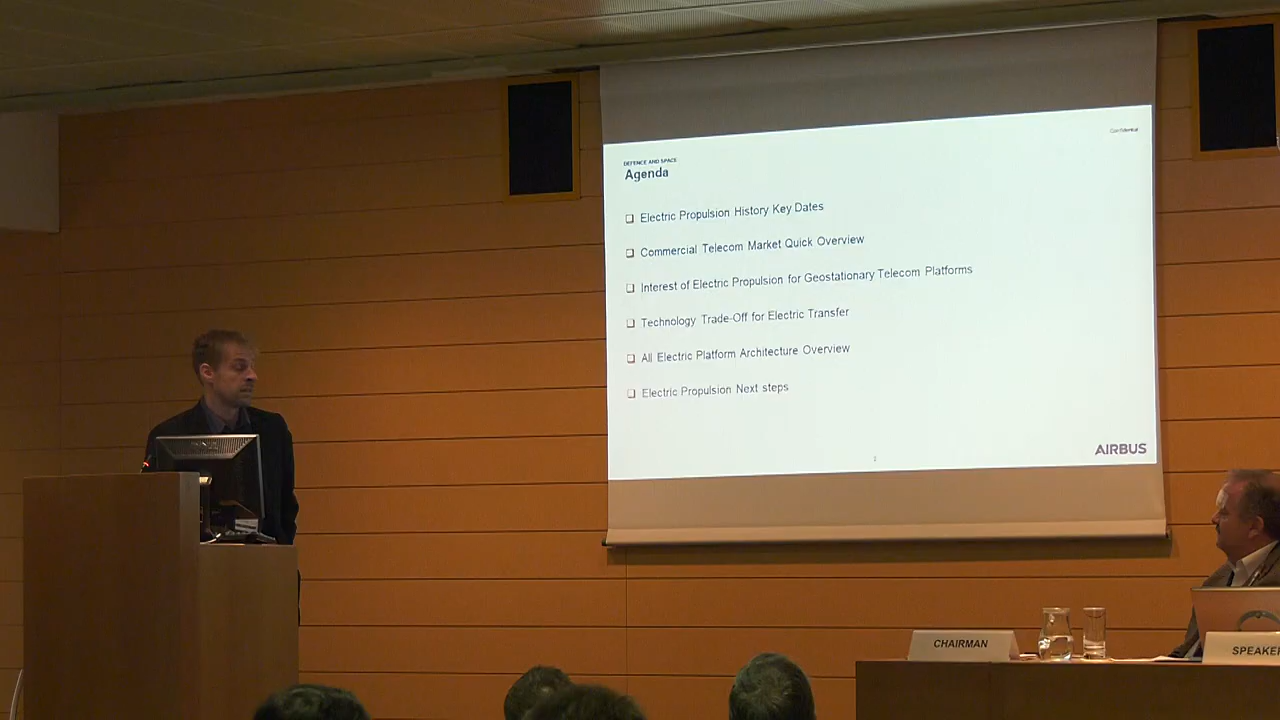 Confidential
DEFENCE AND SPACE
Agenda
Electric Propulsion History Key Dates
Commercial Telecom Market Quick Overview
Interest of Electric Propulsion for Geostationary Telecom Platforms
Technology Trade-Off for Electric Transfer
All Electric Platform Architecture Overview
Electric Propulsion Next steps
AIRBUS
CHAIRMAN
SPEAKER